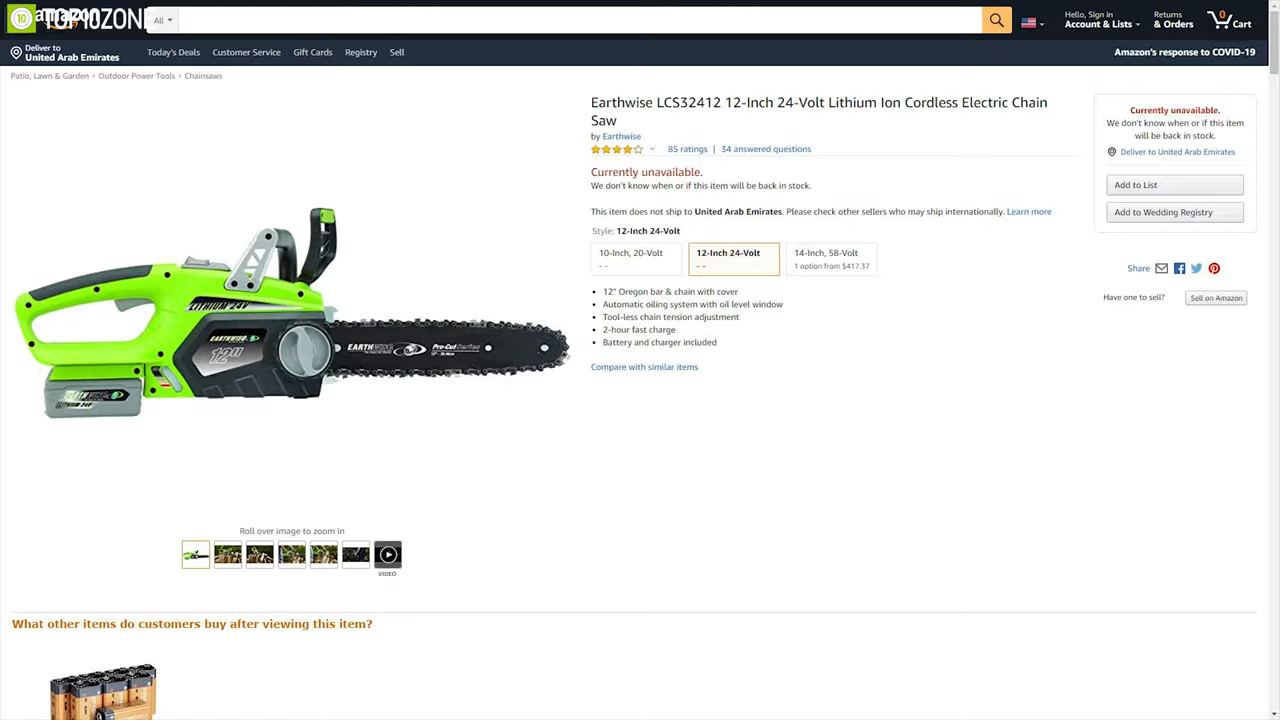 10 TOP10ZONE
All
Hello, Sign in
Account & Lists
Returns
& Orders
0
Cart
Deliver to
United Arab Emirates
Today's Deals
Customer Service
Gift Cards
Registry
Sell
Amazon's response to COVID-19
Patio, Lawn & Garden › Outdoor Power Tools › Chainsaws
Earthwise LCS32412 12-Inch 24-Volt Lithium Ion Cordless Electric Chain
Saw
by Earthwise
85 ratings | 34 answered questions
Currently unavailable.
We don't know when or if this item will be back in stock.
This item does not ship to United Arab Emirates. Please check other sellers who may ship internationally. Learn more
Style: 12-Inch 24-Volt
10-Inch, 20-Volt
- -
12-Inch 24-Volt
- -
14-Inch, 58-Volt
1 option from $417.37
• 12" Oregon bar & chain with cover
• Automatic oiling system with oil level window
• Tool-less chain tension adjustment
• 2-hour fast charge
• Battery and charger included
Compare with similar items
Currently unavailable.
We don't know when or if this item
will be back in stock.
Deliver to United Arab Emirates
Add to List
Add to Wedding Registry
Share
Have one to sell?
Sell on Amazon
LITHIUM 24V
EARTHWISE
12"
EARTHWISE
Pro-Cut Series
LITHIUM 24V
Roll over image to zoom in
VIDEO
What other items do customers buy after viewing this item?